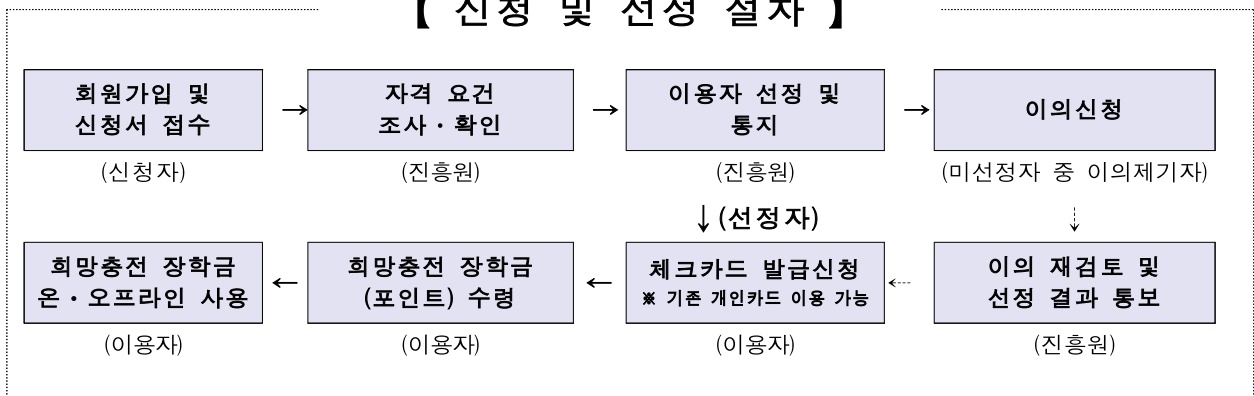 【 신청 및 선정 절차 】
회원가입 및
신청서 접수
(신청자)
→
자격 요건
조사·확인
(진흥원)
→
이용자 선정 및
통지
(진흥원)
→
이의신청
(미선정자 중 이의제기자)
↓ (선정자)
⇣
희망충전 장학금
온·오프라인 사용
(이용자)
←
희망충전 장학금
(포인트) 수령
(이용자)
←
체크카드 발급신청
※ 기존 개인카드 이용 가능
(이용자)
⇠
이의 재검토 및
선정 결과 통보
(진흥원)